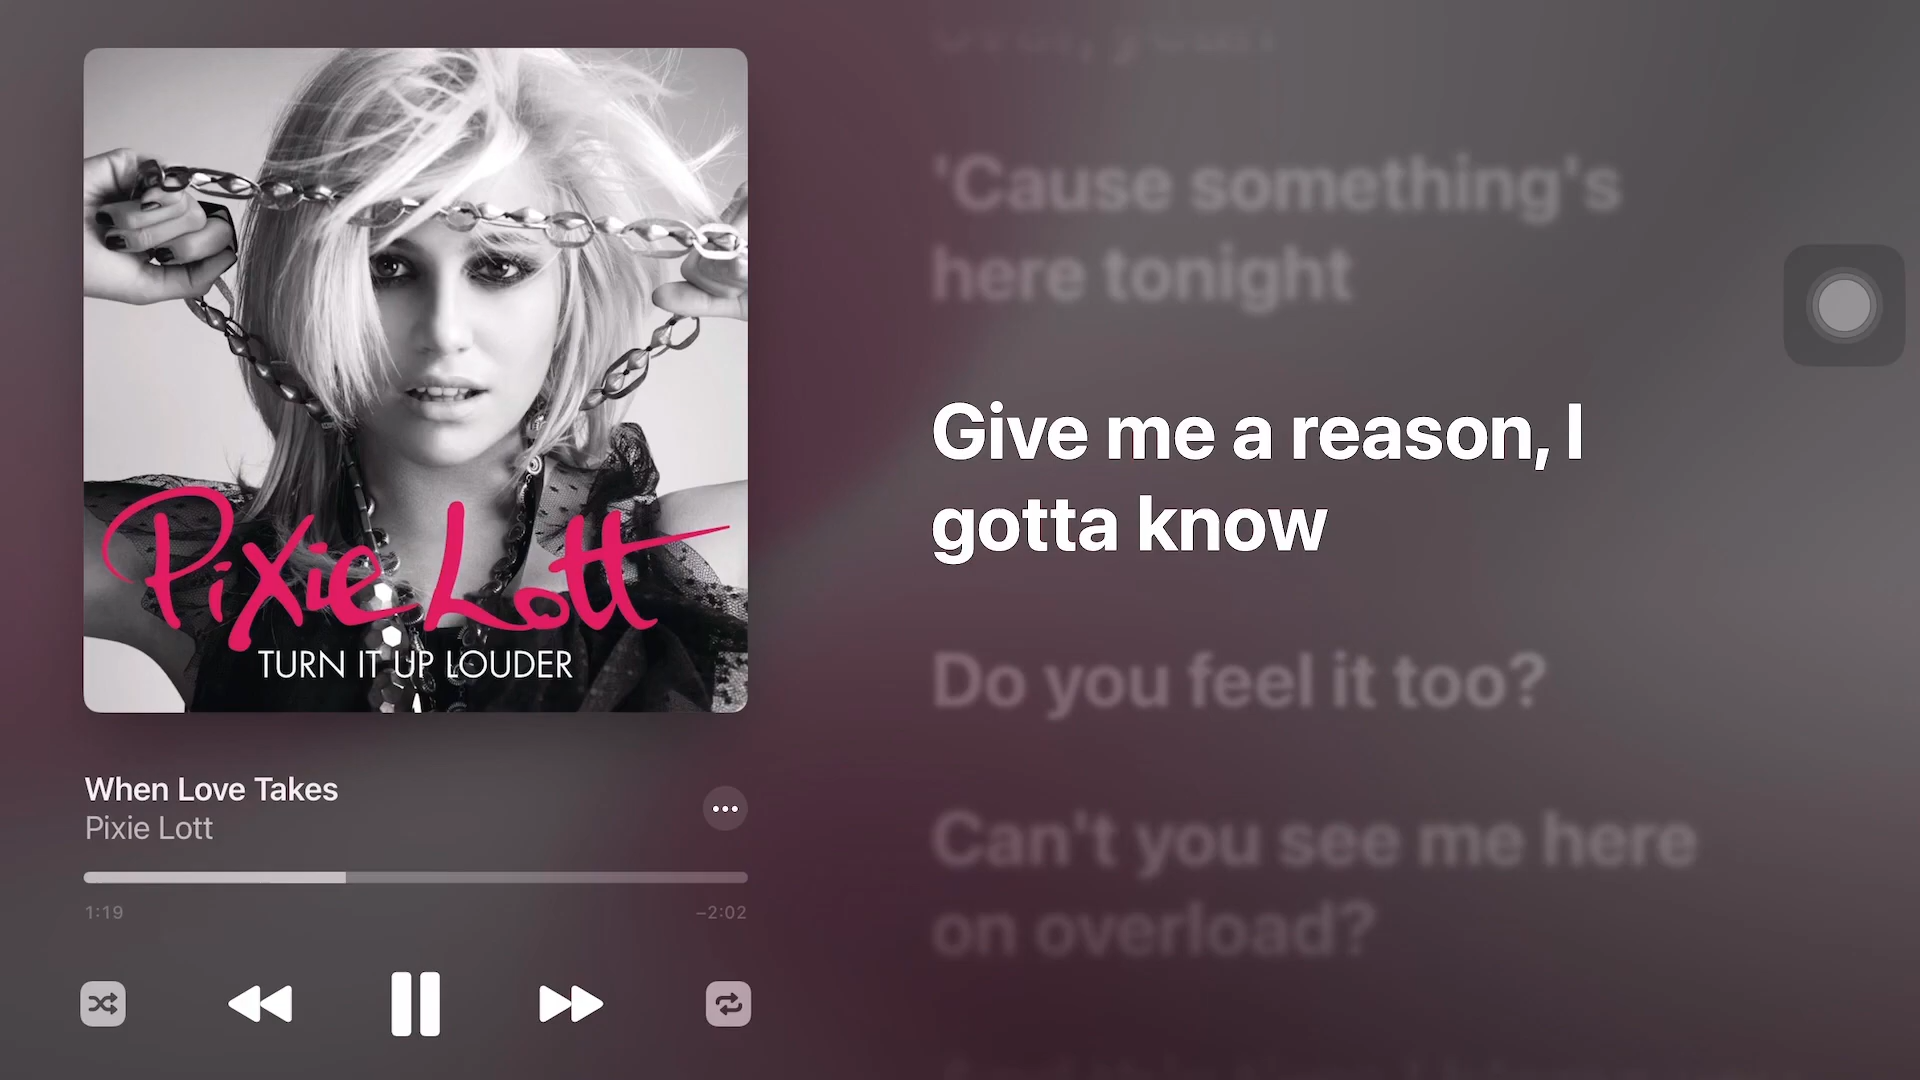 Pixie Lott
TURN IT UP LOUDER
When Love Takes
Pixie Lott
1:19
−2:02
'Cause something's
here tonight
Give me a reason, I
gotta know
Do you feel it too?
Can't you see me here
on overload?